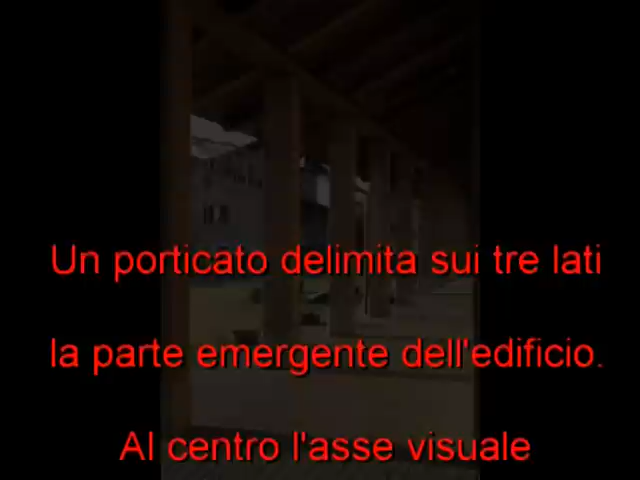 Un porticato delimita sui tre lati
la parte emergente dell'edificio.
Al centro l'asse visuale